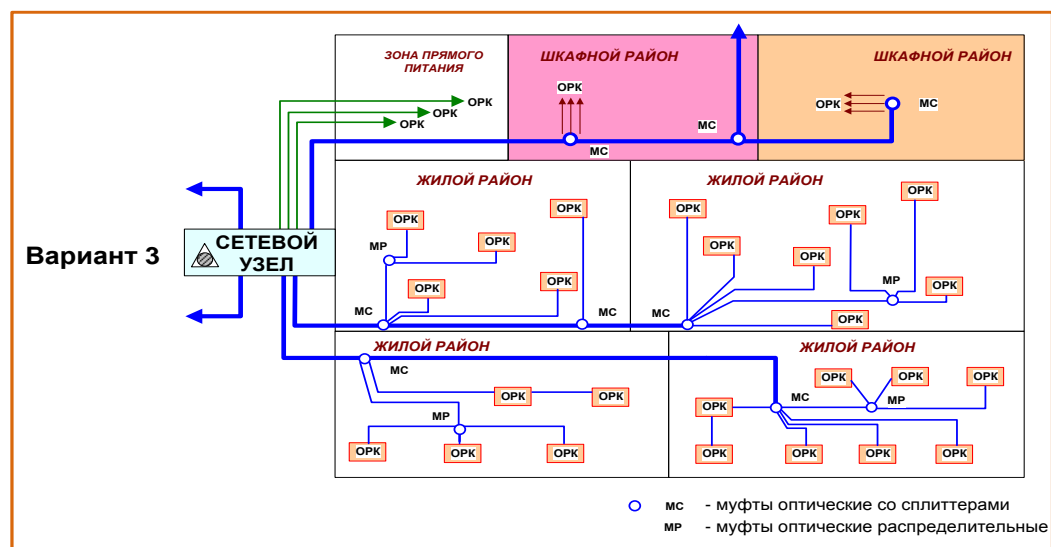 ЗОНА ПРЯМОГО
ПИТАНИЯ
ОРК
ОРК
ОРК
ШКАФНОЙ РАЙОН
ОРК
МС
МС
ШКАФНОЙ РАЙОН
ОРК
МС
Вариант 3
СЕТЕВОЙ
УЗЕЛ
ЖИЛОЙ РАЙОН
ОРК
ОРК
МР
ОРК
ОРК
ОРК
МС
МС
ЖИЛОЙ РАЙОН
ОРК
ОРК
ОРК
ОРК
ОРК
МР
ОРК
МС
ОРК
ЖИЛОЙ РАЙОН
МС
ОРК
ОРК
МР
ОРК
ОРК
ОРК
ЖИЛОЙ РАЙОН
ОРК
ОРК
ОРК
МС
МР
ОРК
ОРК
ОРК
ОРК
ОРК
МС - муфты оптические со сплиттерами
МР - муфты оптические распределительные